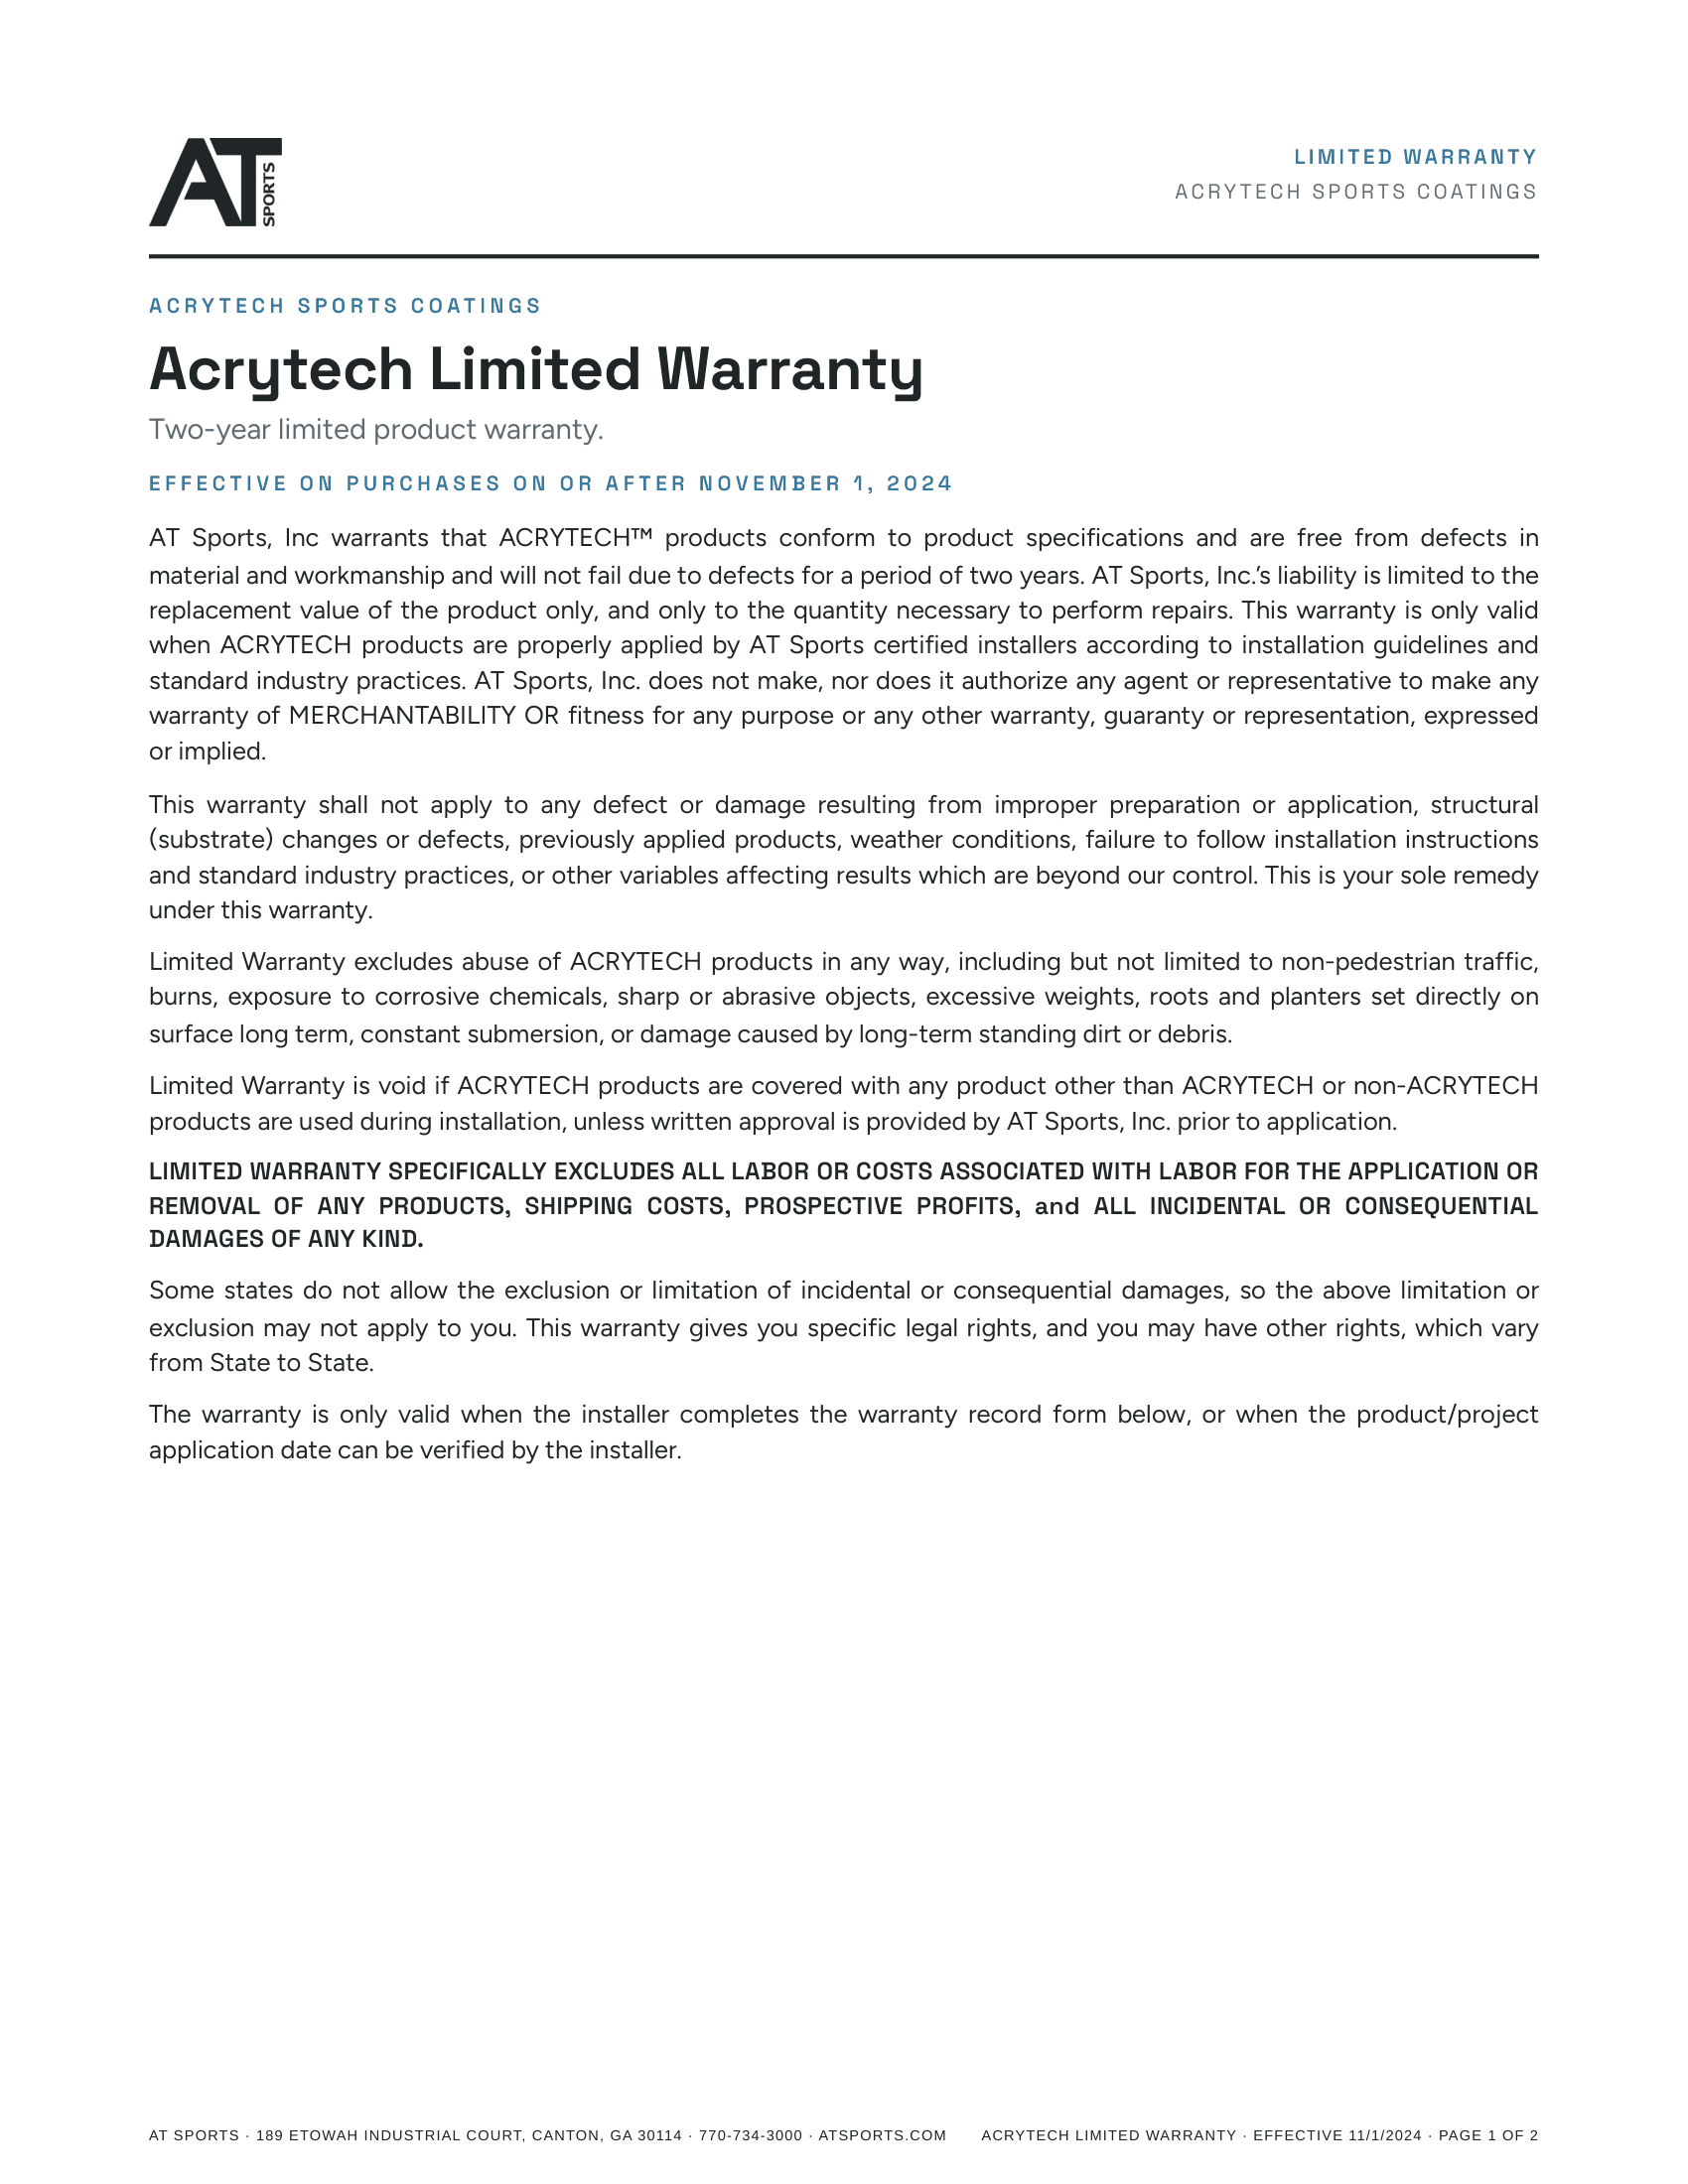 AT SPORTS
LIMITED WARRANTY
ACRYTECH SPORTS COATINGS
ACRYTECH SPORTS COATINGS
Acrytech Limited Warranty
Two-year limited product warranty.
EFFECTIVE ON PURCHASES ON OR AFTER NOVEMBER 1, 2024
AT Sports, Inc warrants that ACRYTECH™ products conform to product specifications and are free from defects in
material and workmanship and will not fail due to defects for a period of two years. AT Sports, Inc.’s liability is limited to the
replacement value of the product only, and only to the quantity necessary to perform repairs. This warranty is only valid
when ACRYTECH products are properly applied by AT Sports certified installers according to installation guidelines and
standard industry practices. AT Sports, Inc. does not make, nor does it authorize any agent or representative to make any
warranty of MERCHANTABILITY OR fitness for any purpose or any other warranty, guaranty or representation, expressed
or implied.
This warranty shall not apply to any defect or damage resulting from improper preparation or application, structural
(substrate) changes or defects, previously applied products, weather conditions, failure to follow installation instructions
and standard industry practices, or other variables affecting results which are beyond our control. This is your sole remedy
under this warranty.
Limited Warranty excludes abuse of ACRYTECH products in any way, including but not limited to non-pedestrian traffic,
burns, exposure to corrosive chemicals, sharp or abrasive objects, excessive weights, roots and planters set directly on
surface long term, constant submersion, or damage caused by long-term standing dirt or debris.
Limited Warranty is void if ACRYTECH products are covered with any product other than ACRYTECH or non-ACRYTECH
products are used during installation, unless written approval is provided by AT Sports, Inc. prior to application.
LIMITED WARRANTY SPECIFICALLY EXCLUDES ALL LABOR OR COSTS ASSOCIATED WITH LABOR FOR THE APPLICATION OR
REMOVAL OF ANY PRODUCTS, SHIPPING COSTS, PROSPECTIVE PROFITS, and ALL INCIDENTAL OR CONSEQUENTIAL
DAMAGES OF ANY KIND.
Some states do not allow the exclusion or limitation of incidental or consequential damages, so the above limitation or
exclusion may not apply to you. This warranty gives you specific legal rights, and you may have other rights, which vary
from State to State.
The warranty is only valid when the installer completes the warranty record form below, or when the product/project
application date can be verified by the installer.
AT SPORTS · 189 ETOWAH INDUSTRIAL COURT, CANTON, GA 30114 · 770-734-3000 · ATSPORTS.COM ACRYTECH LIMITED WARRANTY · EFFECTIVE 11/1/2024 · PAGE 1 OF 2